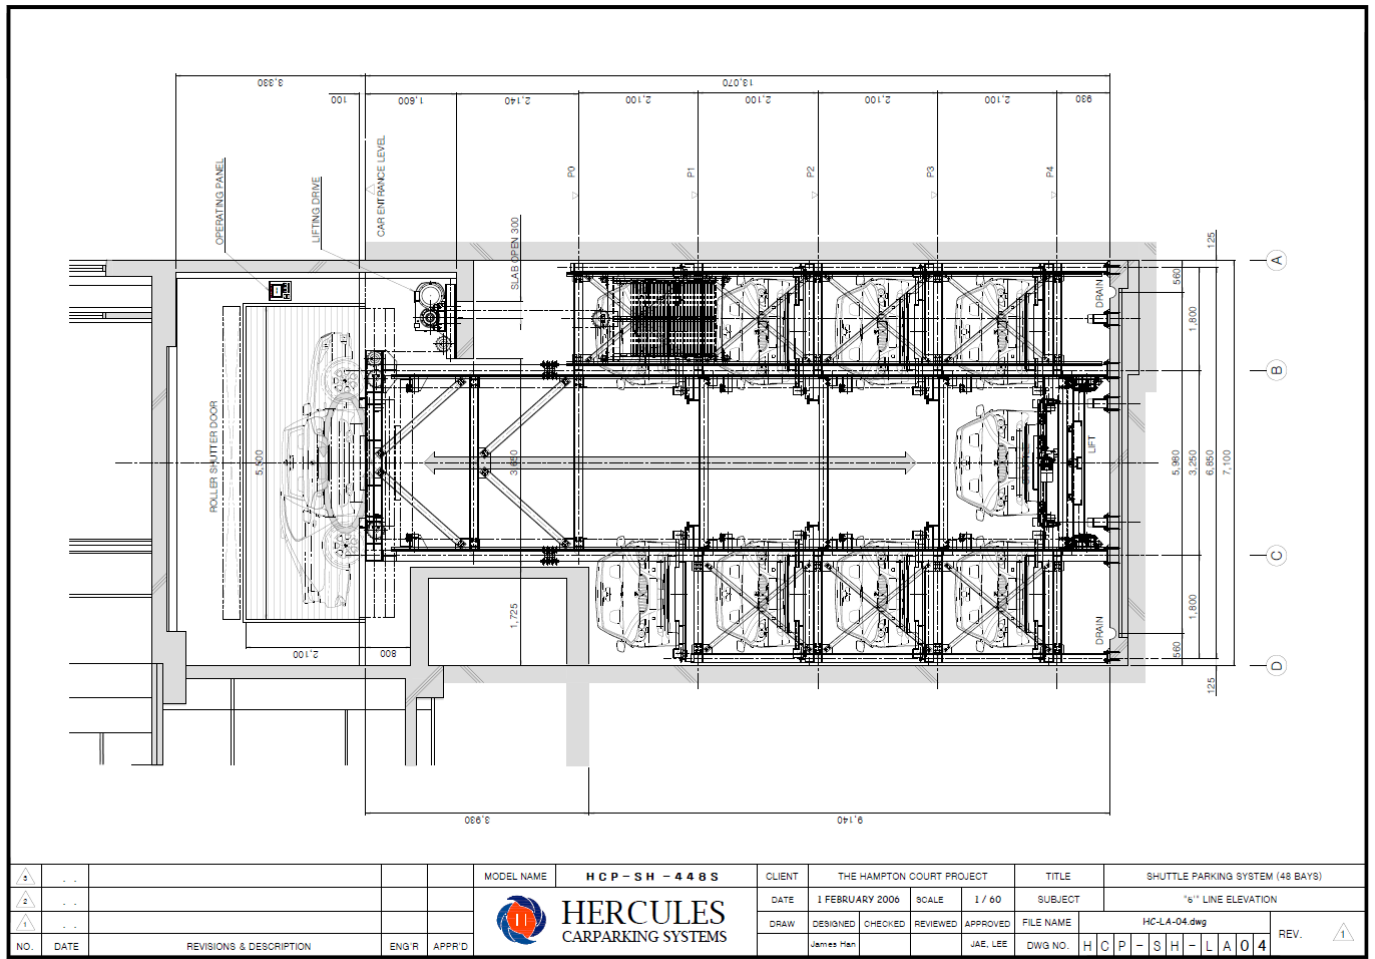 3,330
13,070
100
1,600
2,140
2,100
2,100
2,100
2,100
930
OPERATING PANEL
LIFTING DRIVE
CAR ENTRANCE LEVEL
SLAB OPEN 300
P0
P1
P2
P3
P4
125
A
560
DRAIN
1,800
B
ROLLER SHUTTER DOOR
3,650
LIFT
5,980
3,250
6,850
7,100
C
1,725
1,800
DRAIN
2,100
800
560
D
125
3,930
9,140
3 . .
2 . .
1 . .
NO. DATE REVISIONS & DESCRIPTION ENG'R APPR'D
MODEL NAME HCP-SH-448S
HERCULES
CARPARKING SYSTEMS
CLIENT THE HAMPTON COURT PROJECT TITLE SHUTTLE PARKING SYSTEM (48 BAYS)
DATE 1 FEBRUARY 2006 SCALE 1 / 60 SUBJECT LINE ELEVATION
DRAW DESIGNED CHECKED REVIEWED APPROVED FILE NAME HC-LA-04.dwg
James Han JAE, LEE DWG NO. HCP-SH-LA04
REV. 1